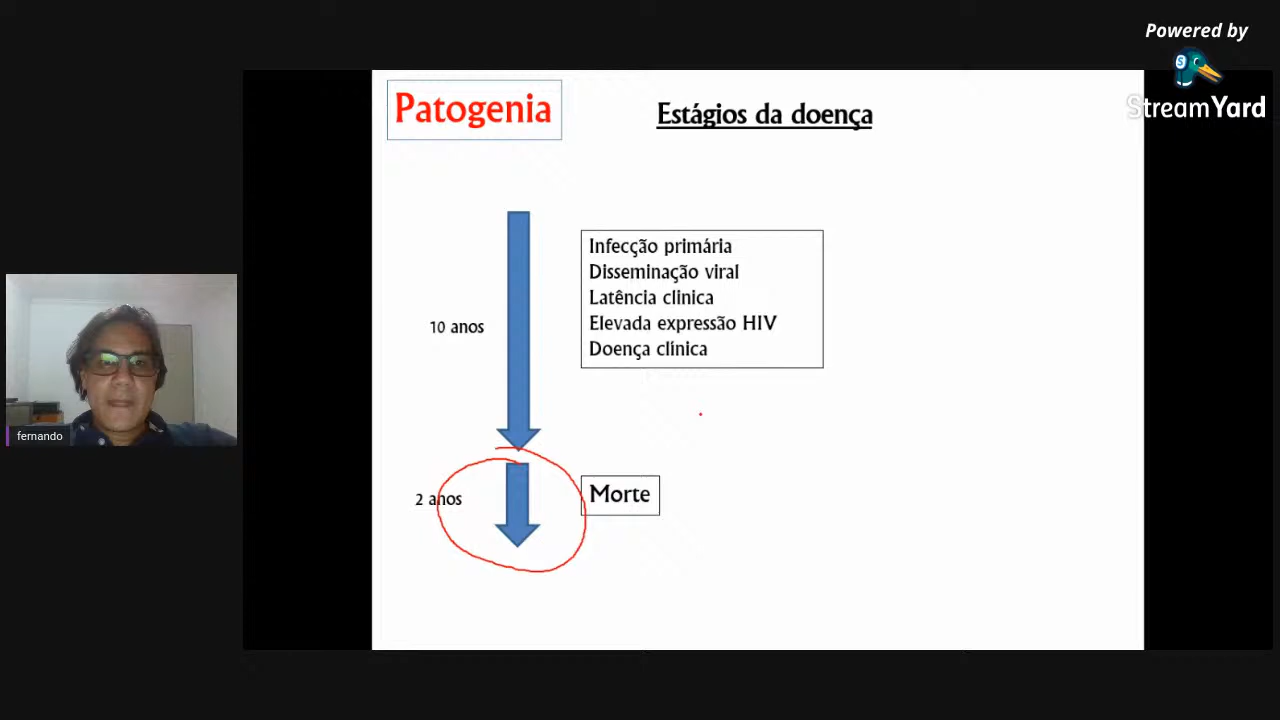 Powered by
StreamYard
Patogenia
Estágios da doença
Infecção primária
Disseminação viral
Latência clinica
Elevada expressão HIV
Doença clínica
10 anos
2 anos
Morte
fernando